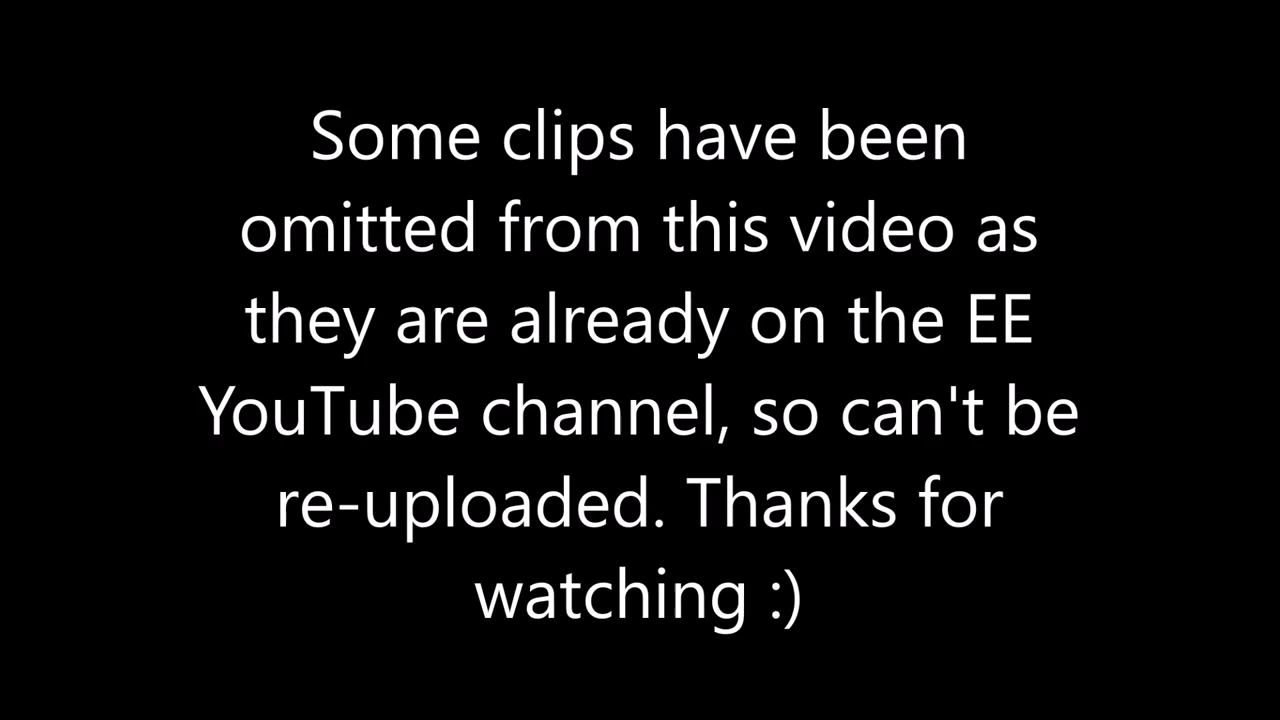 Some clips have been
omitted from this video as
they are already on the EE
YouTube channel, so can't be
re-uploaded. Thanks for
watching :)